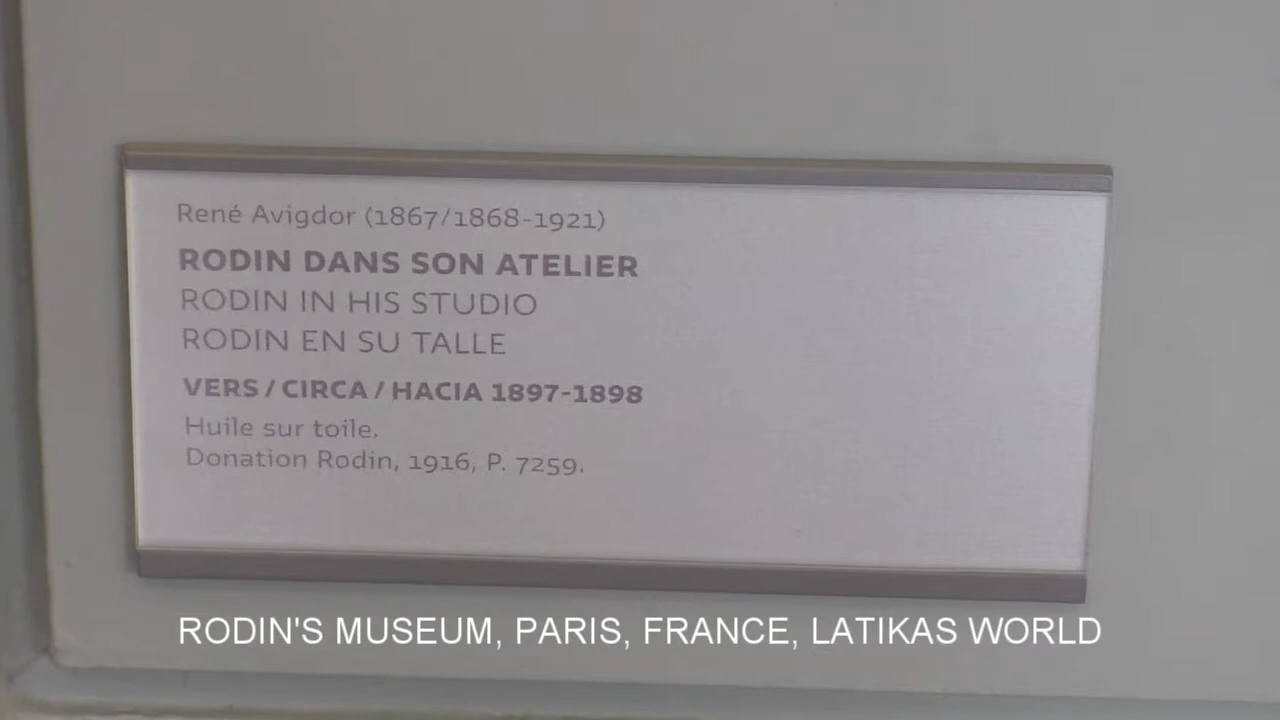 René Avigdor (1867/1868-1921)
RODIN DANS SON ATELIER
RODIN IN HIS STUDIO
RODIN EN SU TALLE
VERS / CIRCA / HACIA 1897-1898
Huile sur toile.
Donation Rodin, 1916, P. 7259.
RODIN'S MUSEUM, PARIS, FRANCE, LATIKAS WORLD